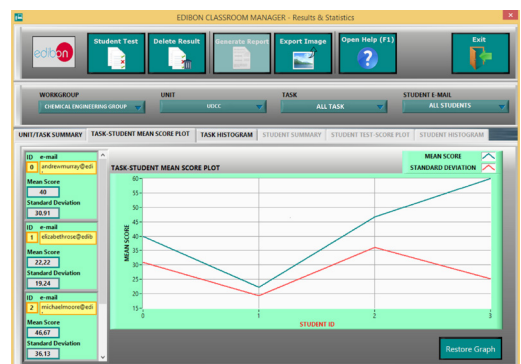 EDIBON CLASSROOM MANAGER - Results & Statistics
edibon
Student Test
Delete Result
Generate Report
Export Image
Open Help (F1)
Exit
WORKGROUP
UNIT
TASK
STUDENT E-MAIL
CHEMICAL ENGINEERING GROUP
UOCC
ALL TASK
ALL STUDENTS
UNIT/TASK SUMMARY
TASK-STUDENT MEAN SCORE PLOT
TASK HISTOGRAM
STUDENT SUMMARY
STUDENT TEST-SCORE PLOT
STUDENT HISTOGRAM
ID e-mail
0 andrewmurray@edi
Mean Score
40
Standard Deviation
30,91
ID e-mail
1 elizabethrose@edib
Mean Score
22,22
Standard Deviation
19,24
ID e-mail
2 michaelmoore@edi
Mean Score
46,67
Standard Deviation
36,13
TASK-STUDENT MEAN SCORE PLOT
MEAN SCORE
STANDARD DEVIATION
MEAN SCORE
60
55
50
45
40
35
30
25
20
15
0 1 2 3
STUDENT ID
Restore Graph